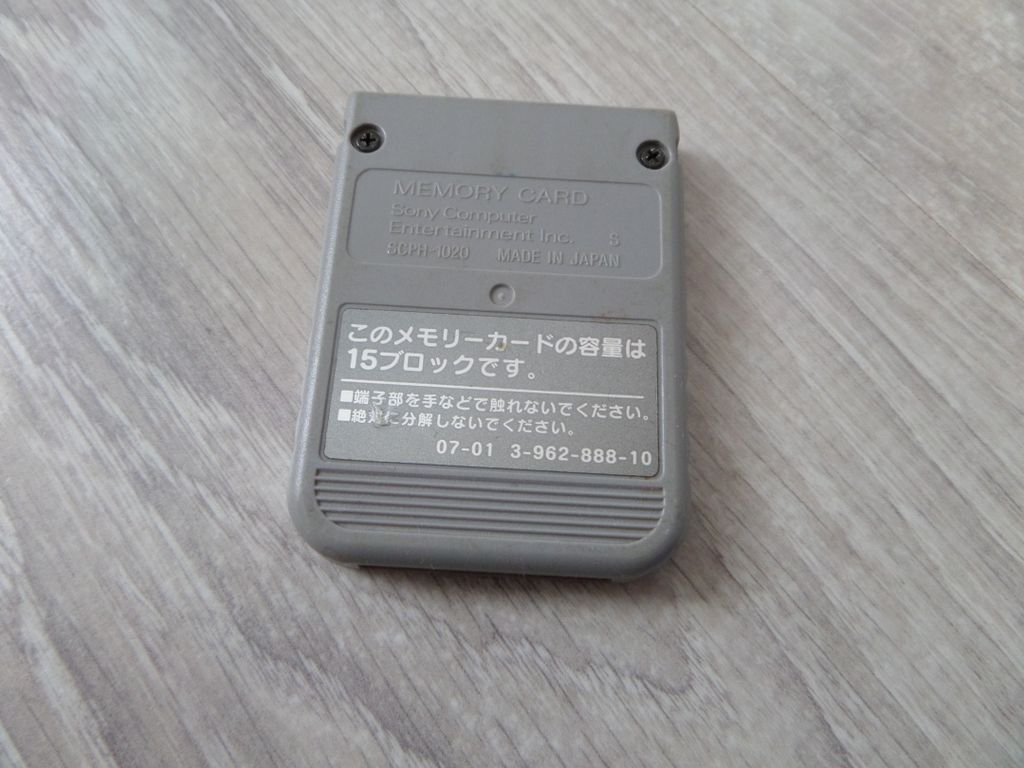 MEMORY CARD
Sony Computer
Entertainment Inc. S
SCPH-1020 MADE IN JAPAN
このメモリーカードの容量は
15ブロックです。
■端子部を手などで触れないでください。
■絶対に分解しないでください。
07-01 3-962-888-10